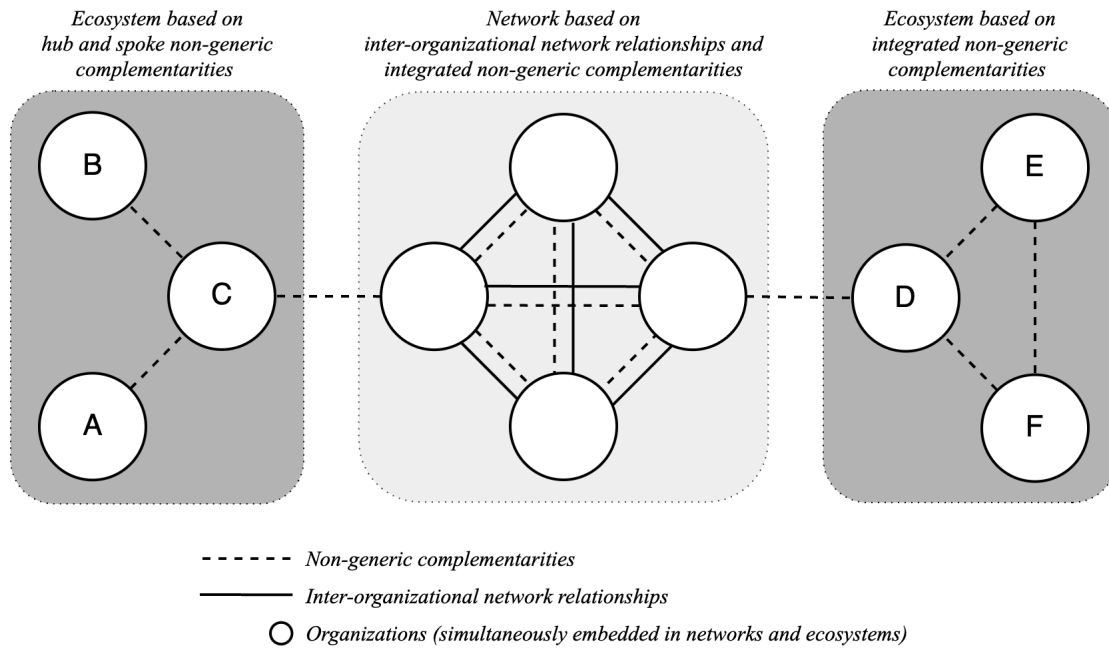 Ecosystem based on
hub and spoke non-generic
complementarities
Network based on
inter-organizational network relationships and
integrated non-generic complementarities
Ecosystem based on
integrated non-generic
complementarities
B
E
C
D
A
F
Non-generic complementarities
Inter-organizational network relationships
Organizations (simultaneously embedded in networks and ecosystems)